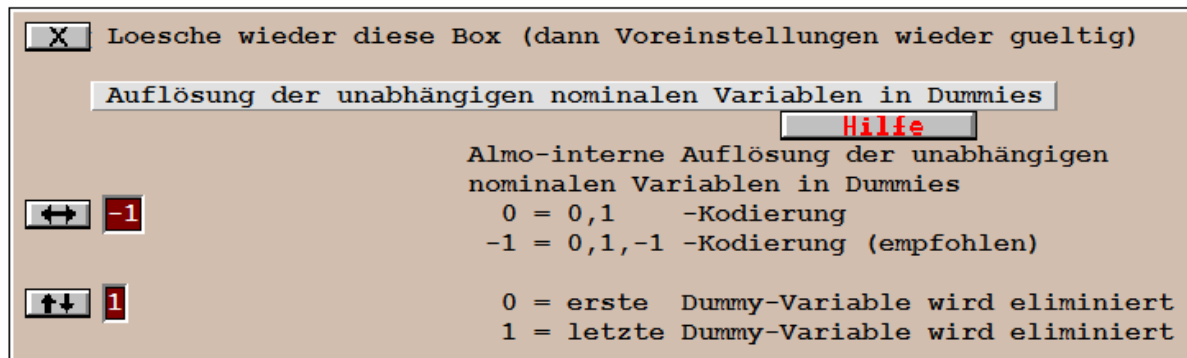 X Loesche wieder diese Box (dann Voreinstellungen wieder gueltig)
Auflösung der unabhängigen nominalen Variablen in Dummies
Hilfe
Almo-interne Auflösung der unabhängigen
nominalen Variablen in Dummies
-1 0 = 0,1 -Kodierung
-1 = 0,1,-1 -Kodierung (empfohlen)
1 0 = erste Dummy-Variable wird eliminiert
1 = letzte Dummy-Variable wird eliminiert